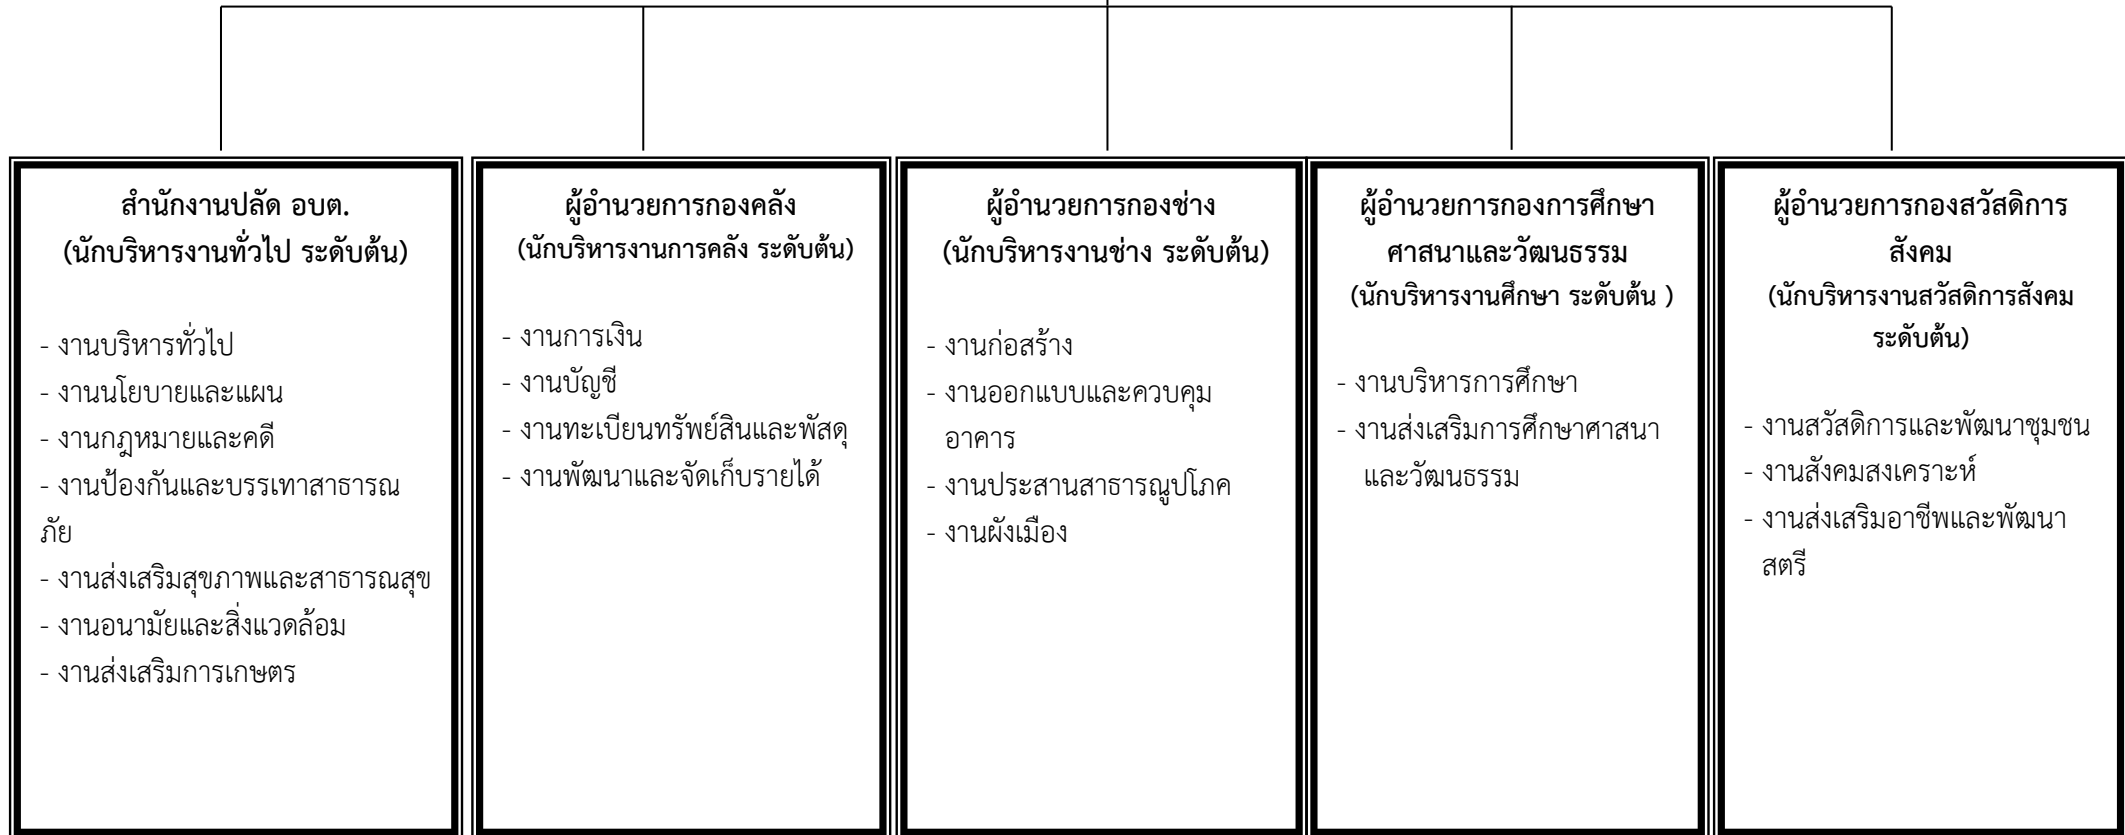 สำนักงานปลัด อบต.
(นักบริหารงานทั่วไป ระดับต้น)
- งานบริหารทั่วไป
- งานนโยบายและแผน
- งานกฎหมายและคดี
- งานป้องกันและบรรเทาสาธารณ
ภัย
- งานส่งเสริมสุขภาพและสาธารณสุข
- งานอนามัยและสิ่งแวดล้อม
- งานส่งเสริมการเกษตร
ผู้อำนวยการกองคลัง
(นักบริหารงานการคลัง ระดับต้น)
- งานการเงิน
- งานบัญชี
- งานทะเบียนทรัพย์สินและพัสดุ
- งานพัฒนาและจัดเก็บรายได้
ผู้อำนวยการกองช่าง
(นักบริหารงานช่าง ระดับต้น)
- งานก่อสร้าง
- งานออกแบบและควบคุม
อาคาร
- งานประสานสาธารณูปโภค
- งานผังเมือง
ผู้อำนวยการกองการศึกษา
ศาสนาและวัฒนธรรม
(นักบริหารงานศึกษา ระดับต้น )
- งานบริหารการศึกษา
- งานส่งเสริมการศึกษาศาสนา
และวัฒนธรรม
ผู้อำนวยการกองสวัสดิการ
สังคม
(นักบริหารงานสวัสดิการสังคม
ระดับต้น)
- งานสวัสดิการและพัฒนาชุมชน
- งานสังคมสงเคราะห์
- งานส่งเสริมอาชีพและพัฒนา
สตรี